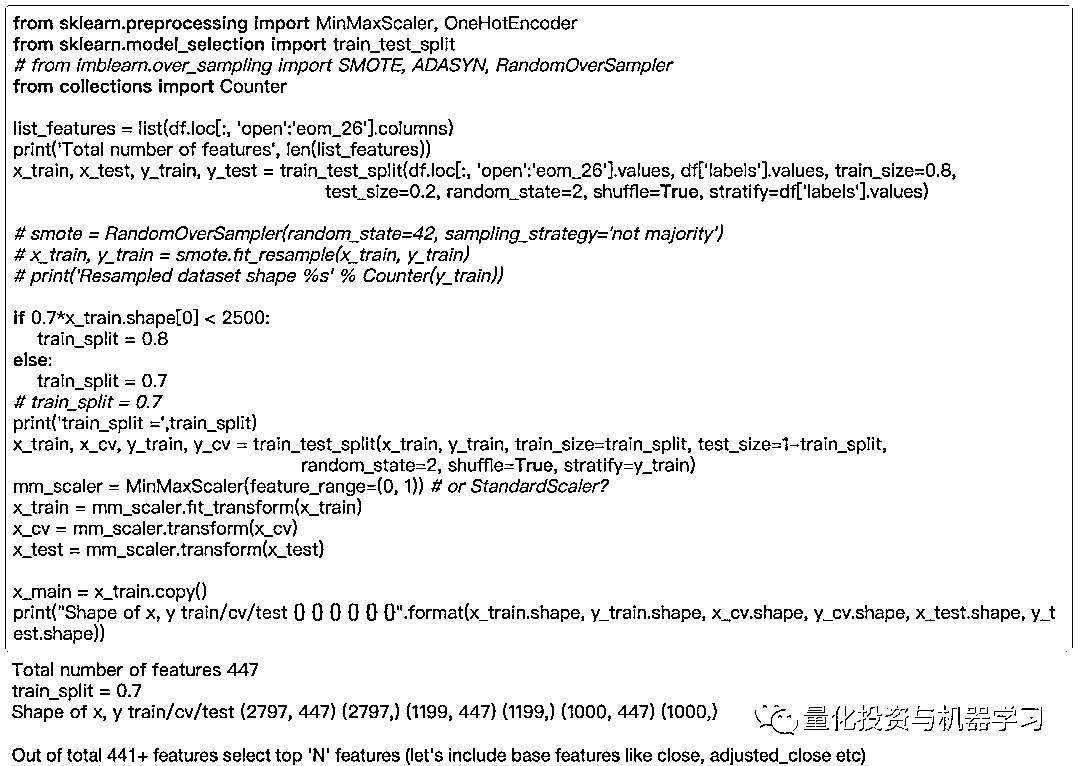 from sklearn.preprocessing import MinMaxScaler, OneHotEncoder
from sklearn.model_selection import train_test_split
# from imblearn.over_sampling import SMOTE, ADASYN, RandomOverSampler
from collections import Counter

list_features = list(df.loc[:, 'open':'eom_26'].columns)
print('Total number of features', len(list_features))
x_train, x_test, y_train, y_test = train_test_split(df.loc[:, 'open':'eom_26'].values, df['labels'].values, train_size=0.8,
test_size=0.2, random_state=2, shuffle=True, stratify=df['labels'].values)

# smote = RandomOverSampler(random_state=42, sampling_strategy='not majority')
# x_train, y_train = smote.fit_resample(x_train, y_train)
# print('Resampled dataset shape %s' % Counter(y_train))

if 0.7*x_train.shape[0] < 2500:
    train_split = 0.8
else:
    train_split = 0.7
# train_split = 0.7
print('train_split =',train_split)
x_train, x_cv, y_train, y_cv = train_test_split(x_train, y_train, train_size=train_split, test_size=1-train_split,
random_state=2, shuffle=True, stratify=y_train)
mm_scaler = MinMaxScaler(feature_range=(0, 1)) # or StandardScaler?
x_train = mm_scaler.fit_transform(x_train)
x_cv = mm_scaler.transform(x_cv)
x_test = mm_scaler.transform(x_test)

x_main = x_train.copy()
print("Shape of x, y train/cv/test {} {} {} {} {} {}".format(x_train.shape, y_train.shape, x_cv.shape, y_cv.shape, x_test.shape, y_t
est.shape))
Total number of features 447
train_split = 0.7
Shape of x, y train/cv/test (2797, 447) (2797,) (1199, 447) (1199,) (1000, 447) (1000,)
量化投资与机器学习
Out of total 441+ features select top 'N' features (let's include base features like close, adjusted_close etc)